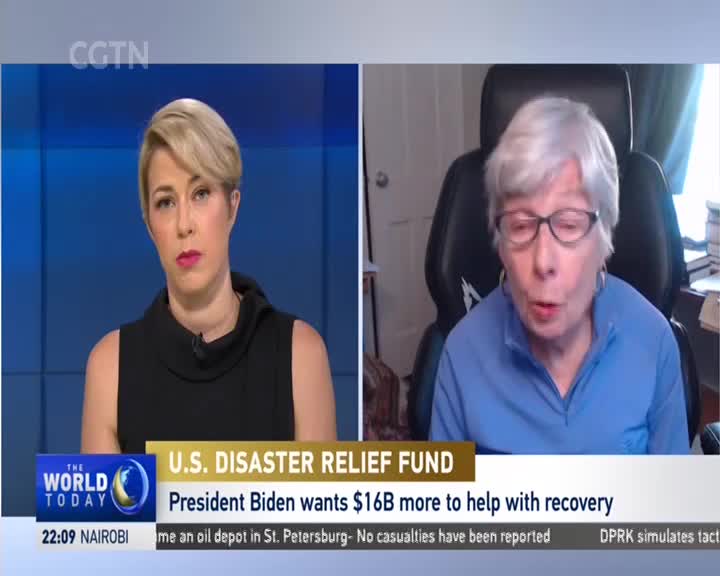 CGTN
U.S. DISASTER RELIEF FUND
THE
WORLD
TODAY
President Biden wants $16B more to help with recovery
22:09 NAIROBI
me an oil depot in St. Petersburg- No casualties have been reported
DPRK simulates tact